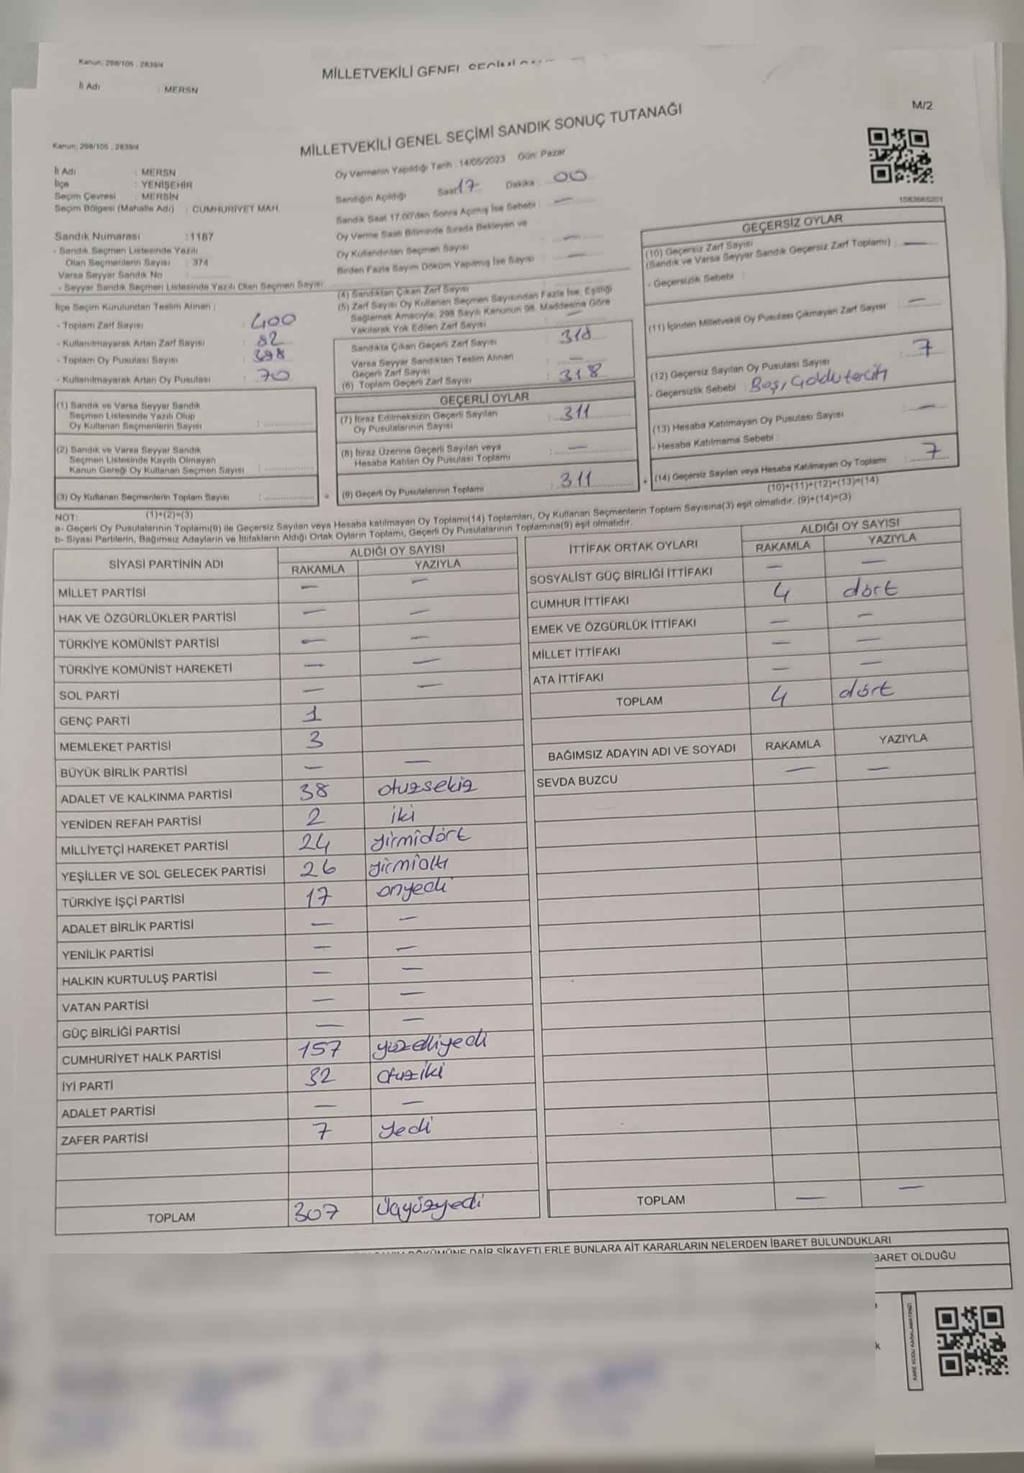 Kanun: 298/105 , 2839/4
MİLLETVEKİLİ GENEL
İl Adı : MERSN
M/2
MİLLETVEKİLİ GENEL SEÇİMİ SANDIK SONUÇ TUTANAĞI
Kanun: 298/105 , 2839/4
İl Adı : MERSN
İlçe : YENİŞEHİR
Seçim Çevresi : MERSİN
Seçim Bölgesi (Mahalle Adı) : CUMHURİYET MAH.
Sandık Numarası :1187
- Sandık Seçmen Listesinde Yazılı
Olan Seçmenlerin Sayısı : 374
Varsa Seyyar Sandık No
- Seyyar Sandık Seçmen Listesinde Yazılı Olan Seçmen Sayısı
İlçe Seçim Kurulundan Teslim Alınan ;
- Toplam Zarf Sayısı : 400
- Kullanılmayarak Artan Zarf Sayısı : 82
- Toplam Oy Pusulası Sayısı : 398
- Kullanılmayarak Artan Oy Pusulası : 70
(1) Sandık ve Varsa Seyyar Sandık
Seçmen Listesinde Yazılı Olup
Oy Kullanan Seçmenlerin Sayısı :
(2) Sandık ve Varsa Seyyar Sandık
Seçmen Listesinde Kayıtlı Olmayan
Kanun Gereği Oy Kullanan Seçmen Sayısı :
(3) Oy Kullanan Seçmenlerin Toplam Sayısı :
(1)+(2)=(3)
Oy Vermenin Yapıldığı Tarih : 14/05/2023 Gün: Pazar
Sandığın Açıldığı Saat 17 Dakika : 00
Sandık Saat 17:00'den Sonra Açılmış İse Sebebi : —
Oy Verme Saati Bitiminde Sırada Bekleyen ve
Oy Kullandırılan Seçmen Sayısı : —
Birden Fazla Sayım Döküm Yapılmış İse Sayısı : —
(4) Sandıktan Çıkan Zarf Sayısı
(5) Zarf Sayısı Oy Kullanan Seçmen Sayısından Fazla İse, Eşitliği
Sağlamak Amacıyla; 298 Sayılı Kanunun 98. Maddesine Göre
Yakılarak Yok Edilen Zarf Sayısı
Sandıkta Çıkan Geçerli Zarf Sayısı : 318
Varsa Seyyar Sandıktan Teslim Alınan
Geçerli Zarf Sayısı : —
(6) Toplam Geçerli Zarf Sayısı : 318
GEÇERLİ OYLAR
(7) İtiraz Edilmeksizin Geçerli Sayılan
Oy Pusulalarının Sayısı : 311
(8) İtiraz Üzerine Geçerli Sayılan veya
Hesaba Katılan Oy Pusulası Toplamı : —
(9) Geçerli Oy Pusulalarının Toplamı : 311
GEÇERSİZ OYLAR
(10) Geçersiz Zarf Sayısı
(Sandık ve Varsa Seyyar Sandık Geçersiz Zarf Toplamı) : —
- Geçersizlik Sebebi :
(11) İçinden Milletvekili Oy Pusulası Çıkmayan Zarf Sayısı : —
(12) Geçersiz Sayılan Oy Pusulası Sayısı : 7
- Geçersizlik Sebebi : Boş,
(13) Hesaba Katılmayan Oy Pusulası Sayısı : —
- Hesaba Katılmama Sebebi :
(14) Geçersiz Sayılan veya Hesaba Katılmayan Oy Toplamı : 7
(10)+(11)+(12)+(13)=(14)
NOT:
a- Geçerli Oy Pusulalarının Toplamı(9) ile Geçersiz Sayılan veya Hesaba katılmayan Oy Toplamı(14) Toplamları, Oy Kullanan Seçmenlerin Toplam Sayısına(3) eşit olmalıdır. (9)+(14)=(3)
b- Siyasi Partilerin, Bağımsız Adayların ve İttifakların Aldığı Ortak Oyların Toplamı, Geçerli Oy Pusulalarının Toplamına(9) eşit olmalıdır.
SİYASİ PARTİNİN ADI ALDIĞI OY SAYISI
RAKAMLA YAZIYLA
MİLLET PARTİSİ — —
HAK VE ÖZGÜRLÜKLER PARTİSİ — —
TÜRKİYE KOMÜNİST PARTİSİ — —
TÜRKİYE KOMÜNİST HAREKETİ — —
SOL PARTİ — —
GENÇ PARTİ 1
MEMLEKET PARTİSİ 3
BÜYÜK BİRLİK PARTİSİ — —
ADALET VE KALKINMA PARTİSİ 38 otuzsekiz
YENİDEN REFAH PARTİSİ 2 iki
MİLLİYETÇİ HAREKET PARTİSİ 24 yirmidört
YEŞİLLER VE SOL GELECEK PARTİSİ 26 yirmialtı
TÜRKİYE İŞÇİ PARTİSİ 17 onyedi
ADALET BİRLİK PARTİSİ — —
YENİLİK PARTİSİ — —
HALKIN KURTULUŞ PARTİSİ — —
VATAN PARTİSİ — —
GÜÇ BİRLİĞİ PARTİSİ — —
CUMHURİYET HALK PARTİSİ 157 yüzelliyedi
İYİ PARTİ 32 otuziki
ADALET PARTİSİ — —
ZAFER PARTİSİ 7 yedi
TOPLAM 307 üçyüzyedi
İTTİFAK ORTAK OYLARI ALDIĞI OY SAYISI
RAKAMLA YAZIYLA
SOSYALİST GÜÇ BİRLİĞİ İTTİFAKI — —
CUMHUR İTTİFAKI 4 dört
EMEK VE ÖZGÜRLÜK İTTİFAKI — —
MİLLET İTTİFAKI — —
ATA İTTİFAKI — —
TOPLAM 4 dört
BAĞIMSIZ ADAYIN ADI VE SOYADI RAKAMLA YAZIYLA
SEVDA BUZCU — —
TOPLAM — —
DÖKÜMÜNE DAİR ŞİKAYETLERLE BUNLARA AİT KARARLARIN NELERDEN İBARET BULUNDUKLARI
BARET OLDUĞU